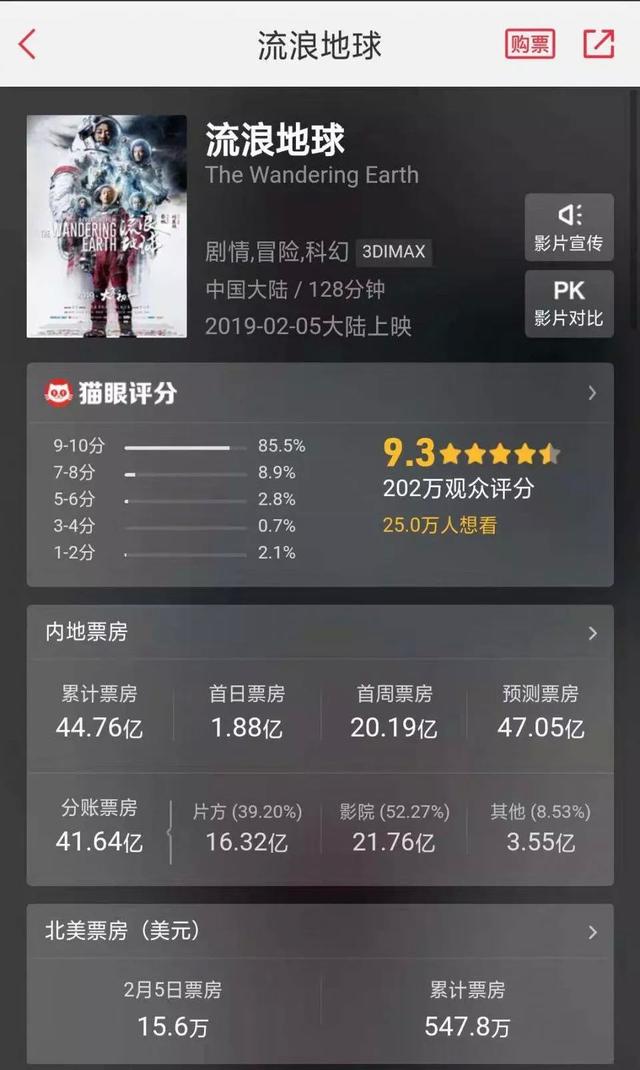 流浪地球
购票
THE
WANDERING
EARTH
流浪
地球
2019
流浪地球
The Wandering Earth
剧情,冒险,科幻 3DIMAX
中国大陆 / 128分钟
2019-02-05大陆上映
影片宣传
PK
影片对比
猫眼评分
9-10分 85.5%
7-8分 8.9%
5-6分 2.8%
3-4分 0.7%
1-2分 2.1%
9.3
202万观众评分
25.0万人想看
内地票房
累计票房 首日票房 首周票房 预测票房
44.76亿 1.88亿 20.19亿 47.05亿
分账票房 片方 (39.20%) 影院 (52.27%) 其他 (8.53%)
41.64亿 16.32亿 21.76亿 3.55亿
北美票房（美元）
2月5日票房 累计票房
15.6万 547.8万